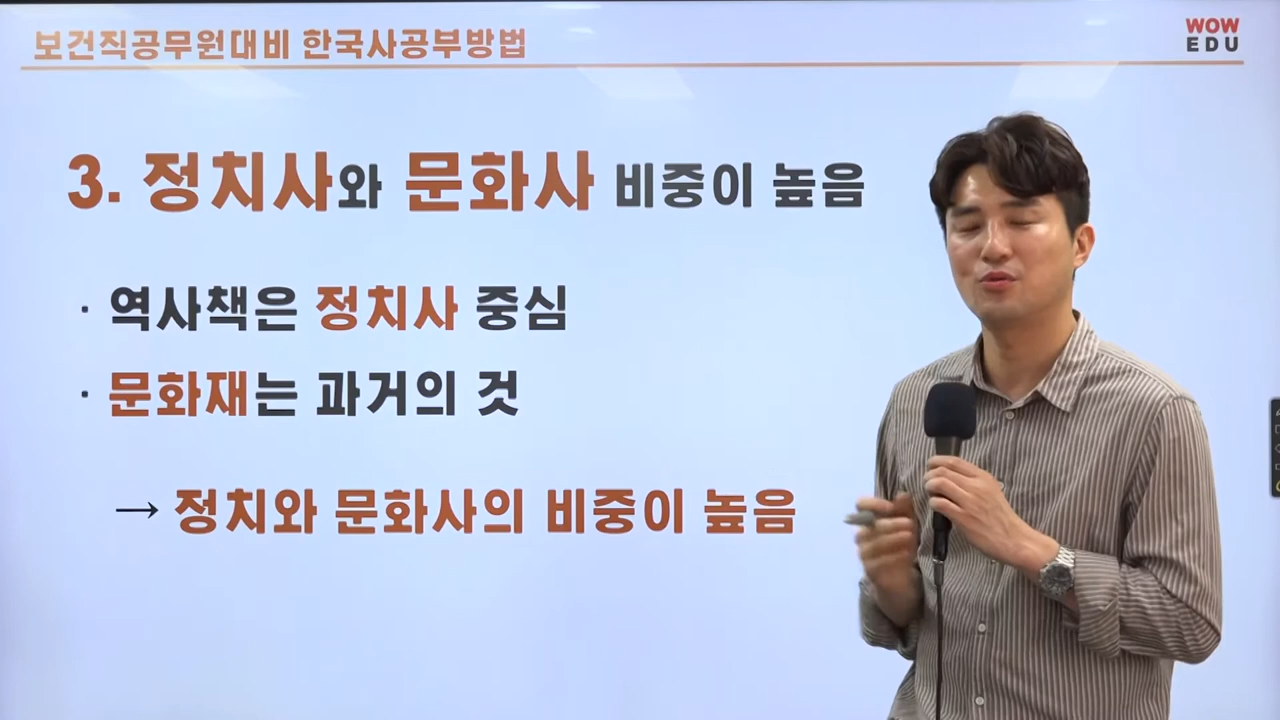 보건직공무원대비 한국사공부방법
WOW
EDU
3. 정치사와 문화사 비중이 높음
· 역사책은 정치사 중심
· 문화재는 과거의 것
→ 정치와 문화사의 비중이 높음